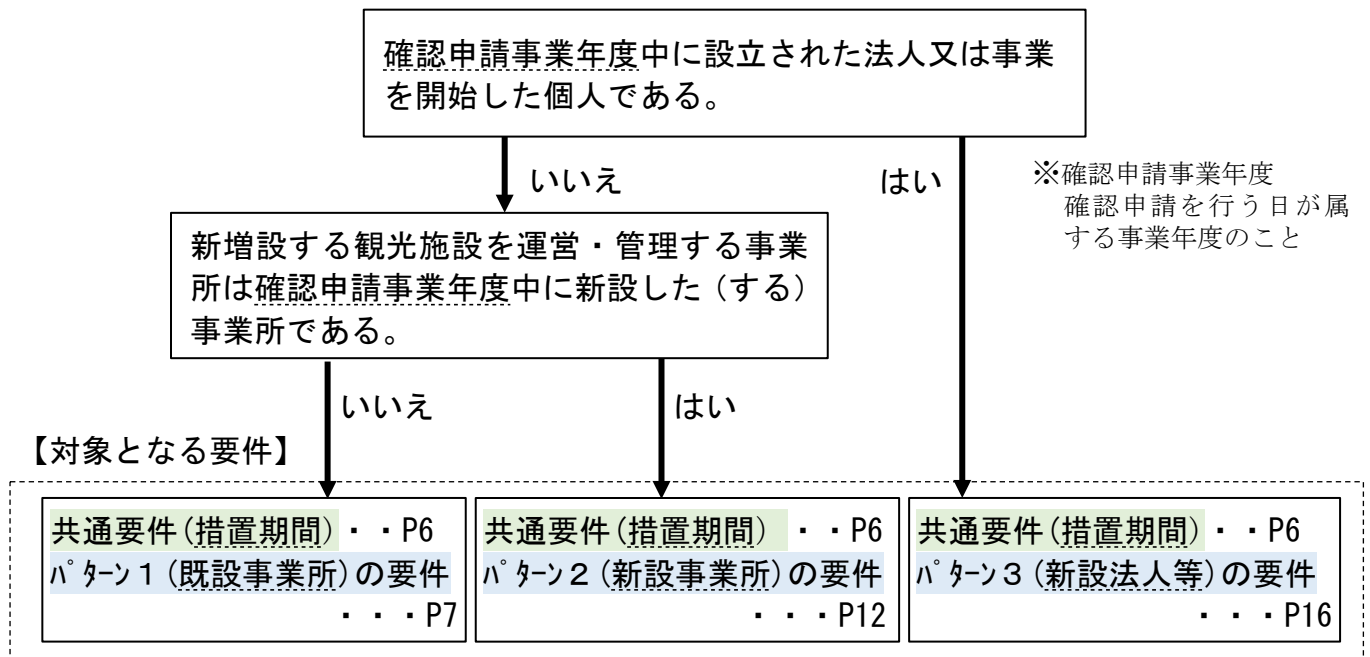 確認申請事業年度中に設立された法人又は事業
を開始した個人である。
いいえ
はい
※確認申請事業年度
確認申請を行う日が属
する事業年度のこと
新増設する観光施設を運営・管理する事業
所は確認申請事業年度中に新設した（する）
事業所である。
いいえ
はい
【対象となる要件】
共通要件(措置期間)・・P6
ﾊﾟﾀｰﾝ１(既設事業所)の要件
・・・P7
共通要件(措置期間) ・・P6
ﾊﾟﾀｰﾝ２(新設事業所)の要件
・・・P12
共通要件(措置期間)・・P6
ﾊﾟﾀｰﾝ３(新設法人等)の要件
・・・P16